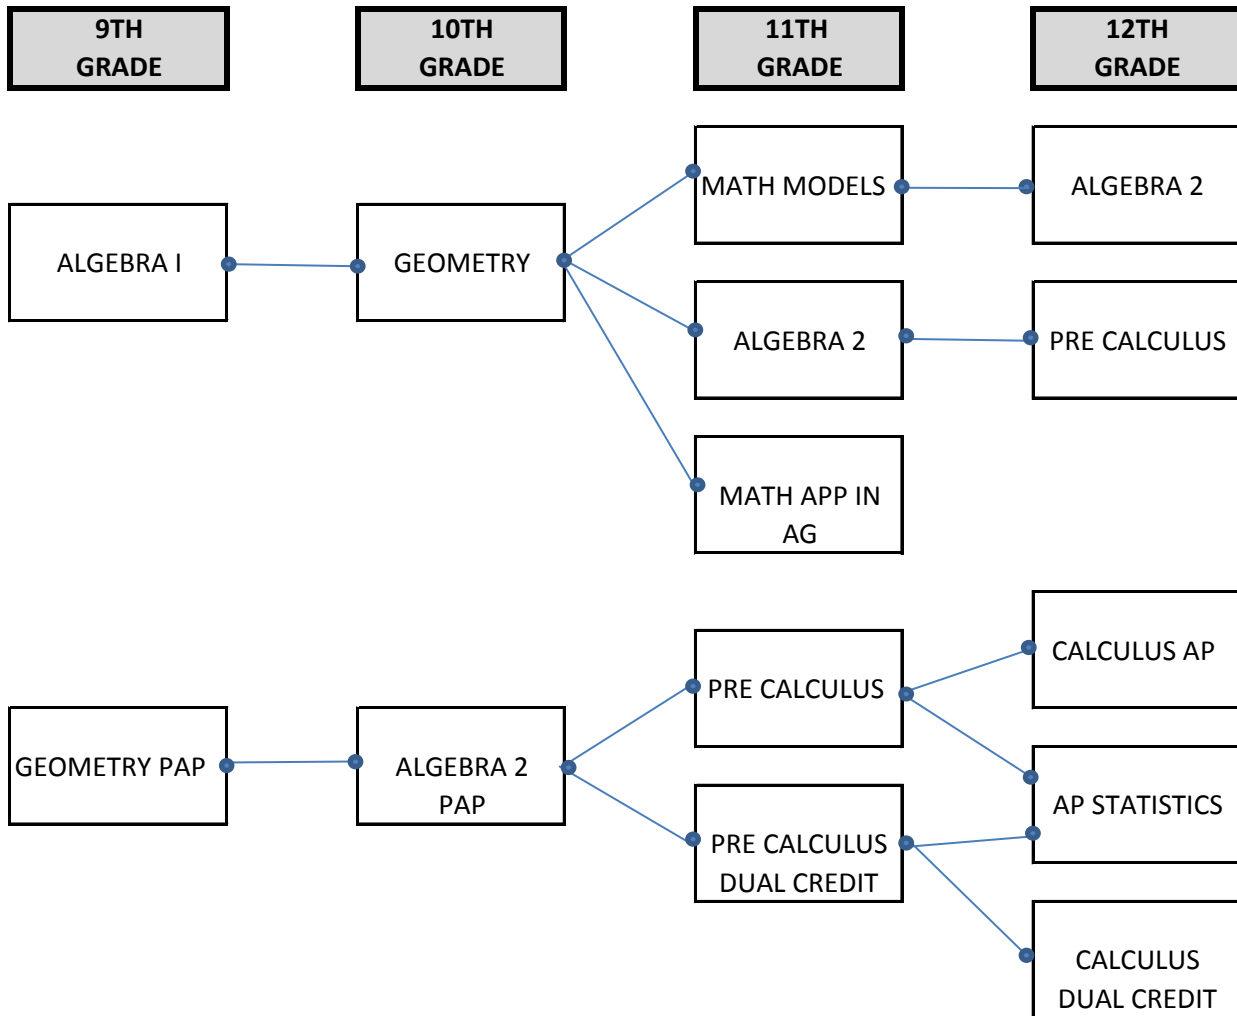 9TH
GRADE
10TH
GRADE
11TH
GRADE
12TH
GRADE
MATH MODELS
ALGEBRA 2
ALGEBRA I
GEOMETRY
ALGEBRA 2
PRE CALCULUS
MATH APP IN
AG
CALCULUS AP
PRE CALCULUS
GEOMETRY PAP
ALGEBRA 2
PAP
AP STATISTICS
PRE CALCULUS
DUAL CREDIT
CALCULUS
DUAL CREDIT